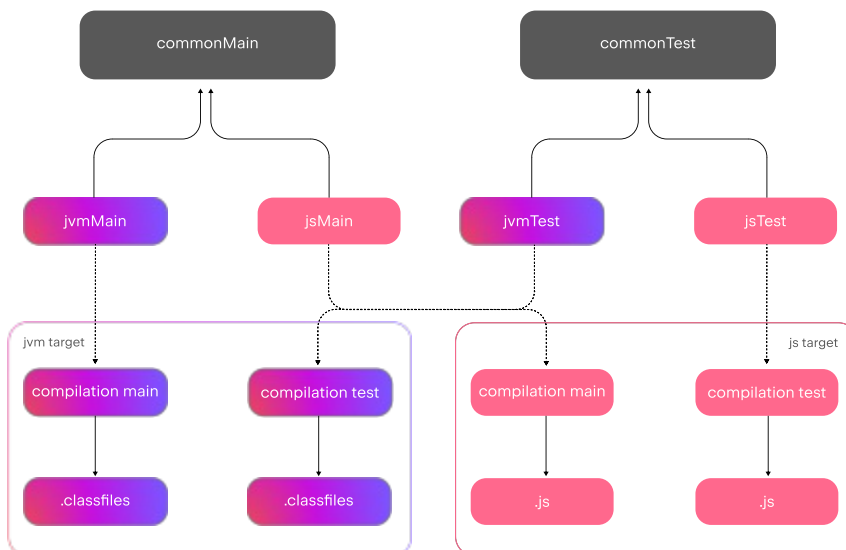 commonMain
commonTest
jvmMain
jsMain
jvmTest
jsTest
jvm target
js target
compilation main
compilation test
compilation main
compilation test
.classfiles
.classfiles
.js
.js